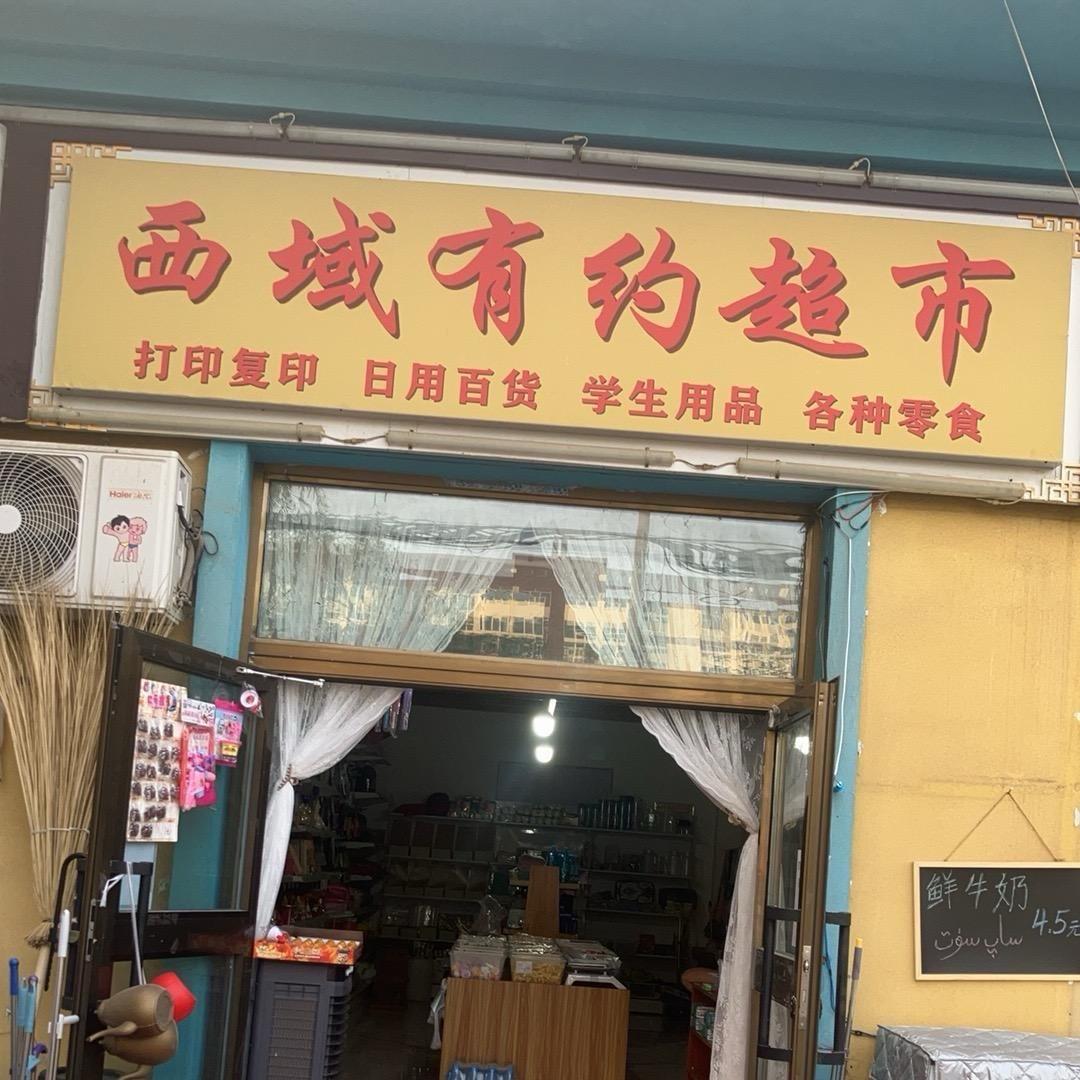 西域有约超市
打印复印 日用百货 学生用品 各种零食
Haier
鲜牛奶
4.5元
ساپ سۈت